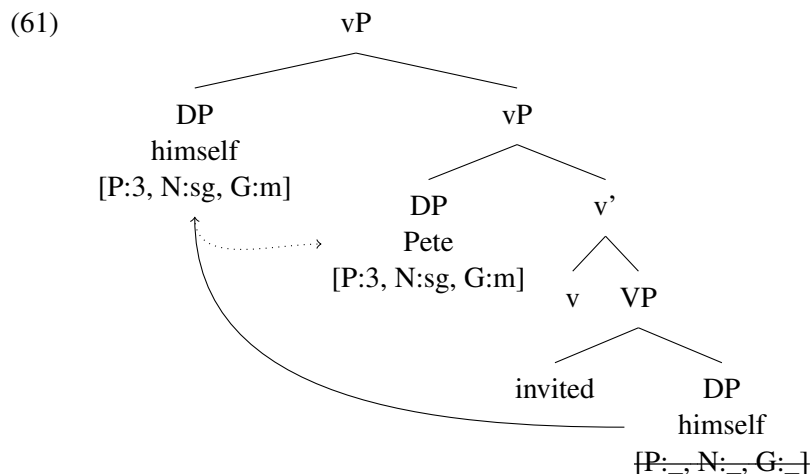 (61) vP
DP vP
himself
[P:3, N:sg, G:m]
DP v’
Pete
[P:3, N:sg, G:m]
v VP
invited DP
himself
[P:_, N:_, G:_]